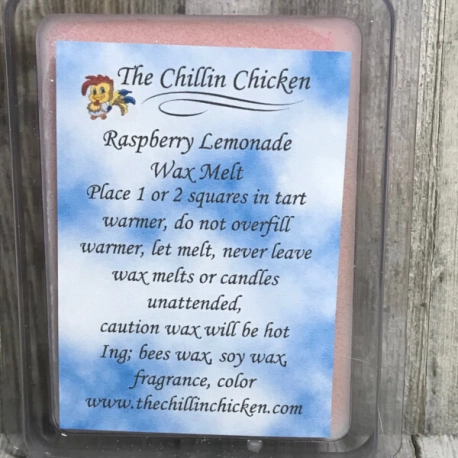 The Chillin Chicken
Raspberry Lemonade
Wax Melt
Place 1 or 2 squares in tart
warmer, do not overfill
warmer, let melt, never leave
wax melts or candles
unattended,
caution wax will be hot
Ing; bees wax, soy wax,
fragrance, color
www.thechillinchicken.com